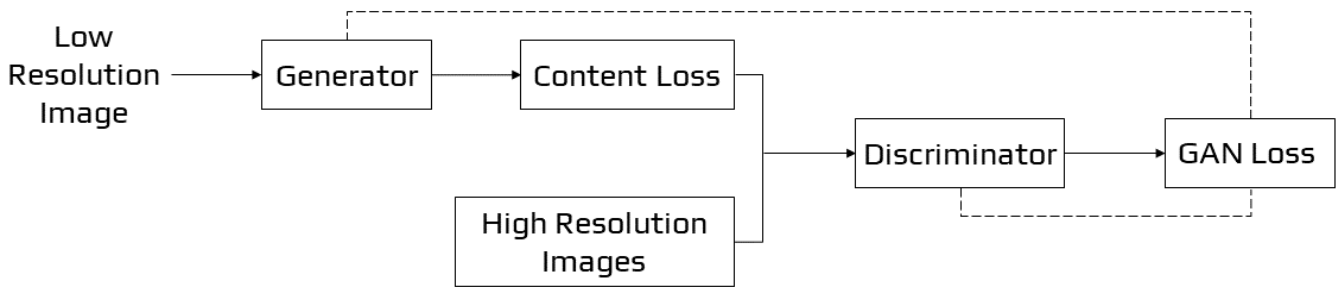 Low
Resolution
Image
Generator
Content Loss
High Resolution
Images
Discriminator
GAN Loss